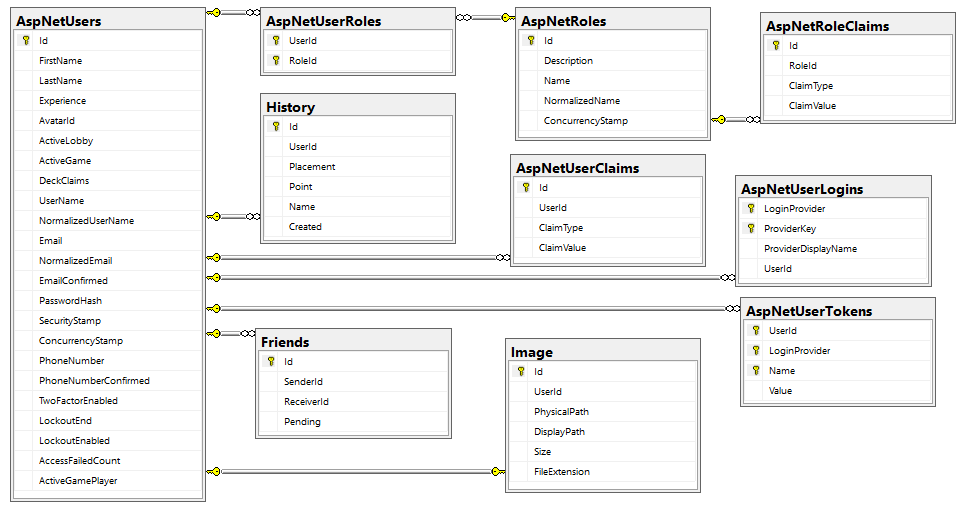 AspNetUsers
Id
FirstName
LastName
Experience
AvatarId
ActiveLobby
ActiveGame
DeckClaims
UserName
NormalizedUserName
Email
NormalizedEmail
EmailConfirmed
PasswordHash
SecurityStamp
ConcurrencyStamp
PhoneNumber
PhoneNumberConfirmed
TwoFactorEnabled
LockoutEnd
LockoutEnabled
AccessFailedCount
ActiveGamePlayer
AspNetUserRoles
UserId
RoleId
AspNetRoles
Id
Description
Name
NormalizedName
ConcurrencyStamp
AspNetRoleClaims
Id
RoleId
ClaimType
ClaimValue
History
Id
UserId
Placement
Point
Name
Created
AspNetUserClaims
Id
UserId
ClaimType
ClaimValue
AspNetUserLogins
LoginProvider
ProviderKey
ProviderDisplayName
UserId
AspNetUserTokens
UserId
LoginProvider
Name
Value
Friends
Id
SenderId
ReceiverId
Pending
Image
Id
UserId
PhysicalPath
DisplayPath
Size
FileExtension